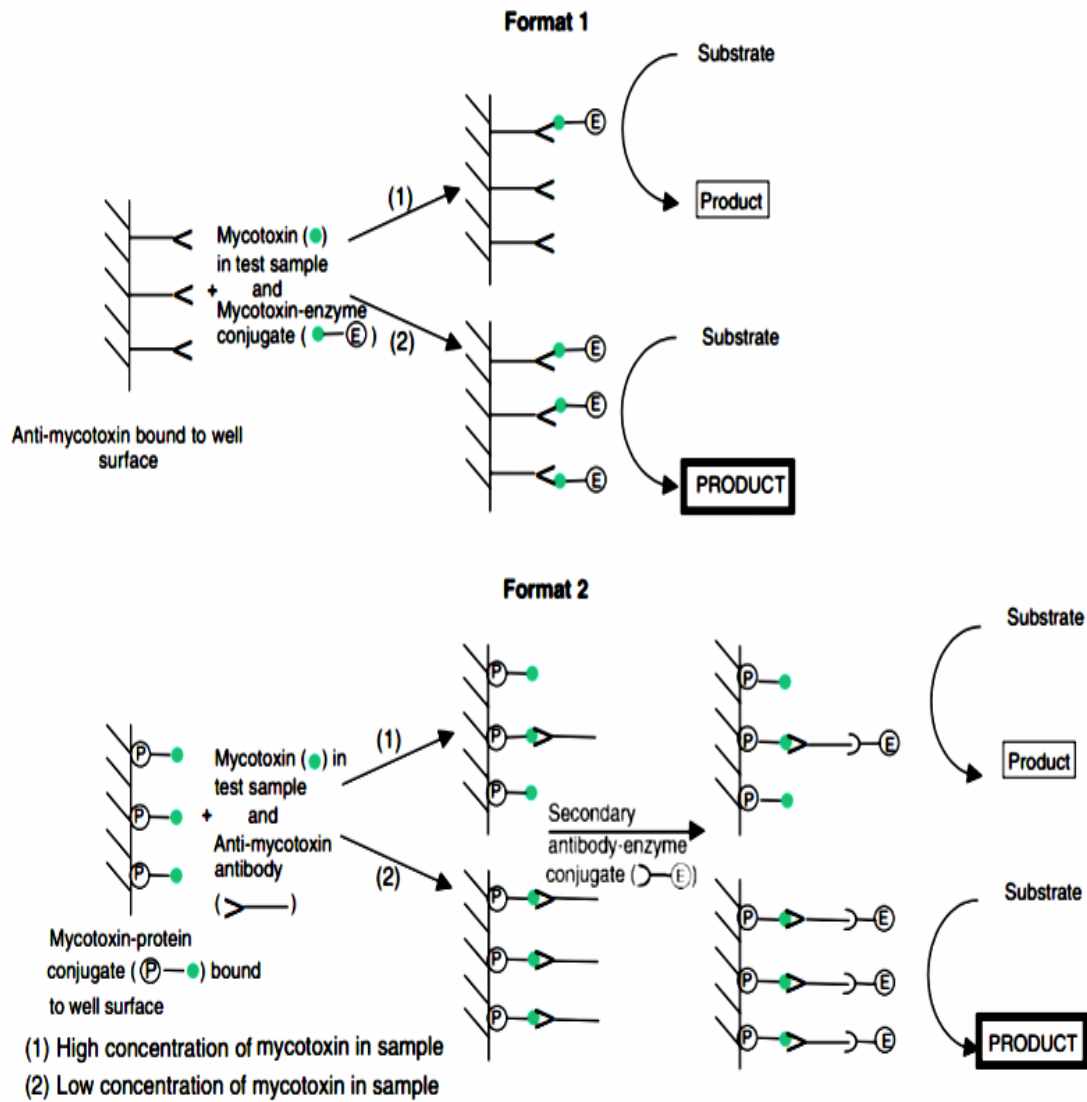 Format 1
Substrate
E
(1)
Product
Mycotoxin ( )
in test sample
+ and
Mycotoxin-enzyme
conjugate ( E ) (2)
E
Substrate
E
E
PRODUCT
Anti-mycotoxin bound to well
surface
Format 2
Substrate
P
P
(1)
P
P
P E
Product
P
P
P
P
Mycotoxin ( ) in
test sample
+ and
Anti-mycotoxin
antibody
( )
(2)
P
Secondary
antibody-enzyme
conjugate ( E )
P
P
P
Substrate
P E
P E
P E
PRODUCT
Mycotoxin-protein
conjugate ( P ) bound
to well surface
(1) High concentration of mycotoxin in sample
(2) Low concentration of mycotoxin in sample